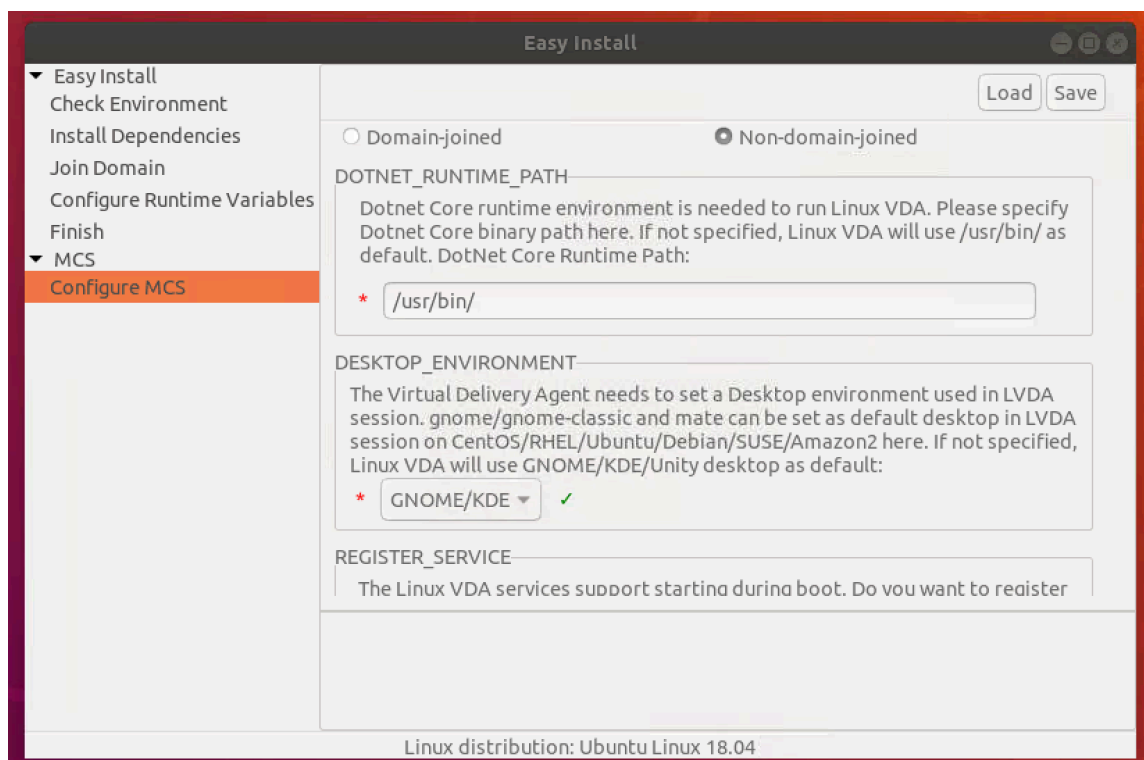 Easy Install
Easy Install
Check Environment
Install Dependencies
Join Domain
Configure Runtime Variables
Finish
MCS
Configure MCS
Load Save
Domain-joined Non-domain-joined
DOTNET_RUNTIME_PATH
Dotnet Core runtime environment is needed to run Linux VDA. Please specify
Dotnet Core binary path here. If not specified, Linux VDA will use /usr/bin/ as
default. DotNet Core Runtime Path:
* /usr/bin/
DESKTOP_ENVIRONMENT
The Virtual Delivery Agent needs to set a Desktop environment used in LVDA
session. gnome/gnome-classic and mate can be set as default desktop in LVDA
session on CentOS/RHEL/Ubuntu/Debian/SUSE/Amazon2 here. If not specified,
Linux VDA will use GNOME/KDE/Unity desktop as default:
* GNOME/KDE ✓
REGISTER_SERVICE
The Linux VDA services support starting during boot. Do you want to register
Linux distribution: Ubuntu Linux 18.04